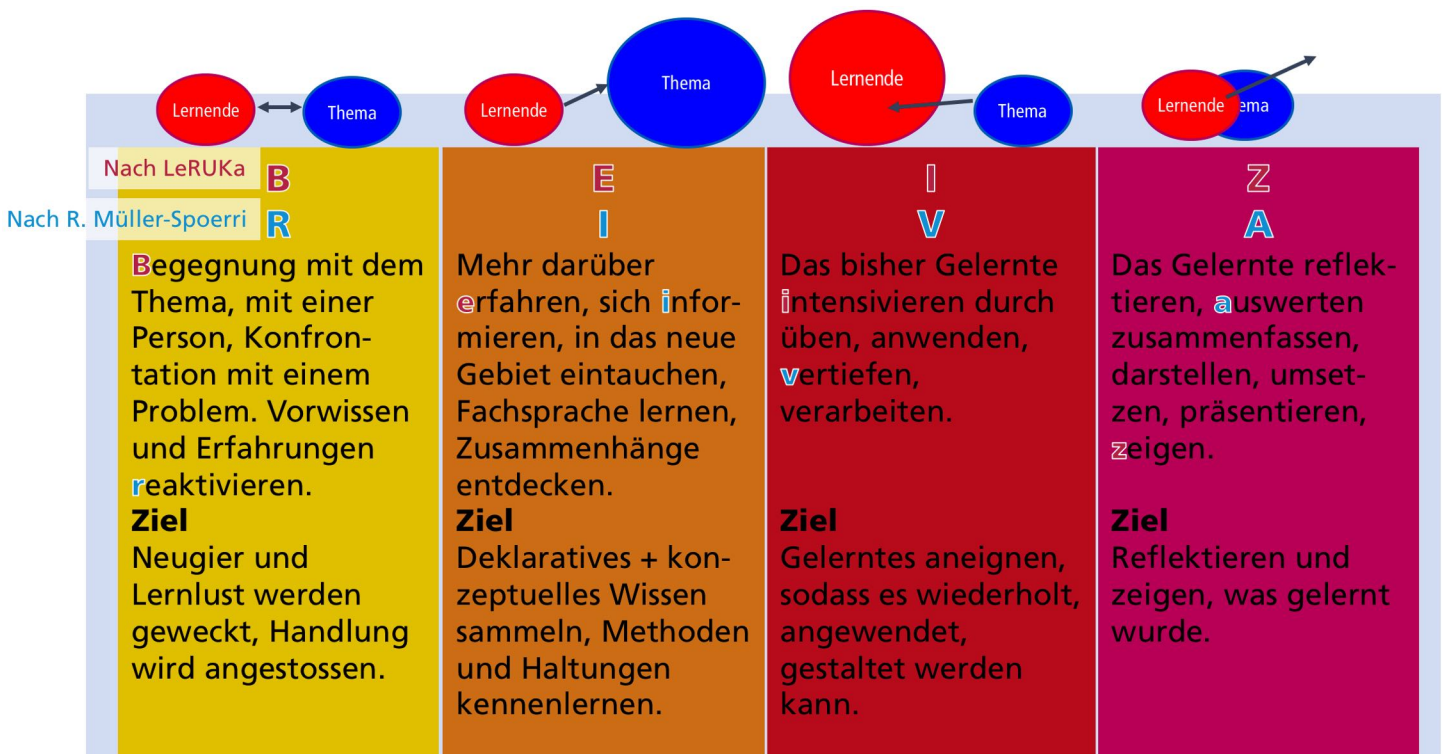 Lernende
Thema
Lernende
Thema
Lernende
Thema
Lernende
ema
Nach LeRUKa
B
E
I
Z
Nach R. Müller-Spoerri
R
I
V
A
Begegnung mit dem
Thema, mit einer
Person, Konfron-
tation mit einem
Problem. Vorwissen
und Erfahrungen
reaktivieren.
Ziel
Neugier und
Lernlust werden
geweckt, Handlung
wird angestossen.
Mehr darüber
erfahren, sich infor-
mieren, in das neue
Gebiet eintauchen,
Fachsprache lernen,
Zusammenhänge
entdecken.
Ziel
Deklaratives + kon-
zeptuelles Wissen
sammeln, Methoden
und Haltungen
kennenlernen.
Das bisher Gelernte
intensivieren durch
üben, anwenden,
vertiefen,
verarbeiten.
Ziel
Gelerntes aneignen,
sodass es wiederholt,
angewendet,
gestaltet werden
kann.
Das Gelernte reflek-
tieren, auswerten
zusammenfassen,
darstellen, umset-
zen, präsentieren,
zeigen.
Ziel
Reflektieren und
zeigen, was gelernt
wurde.